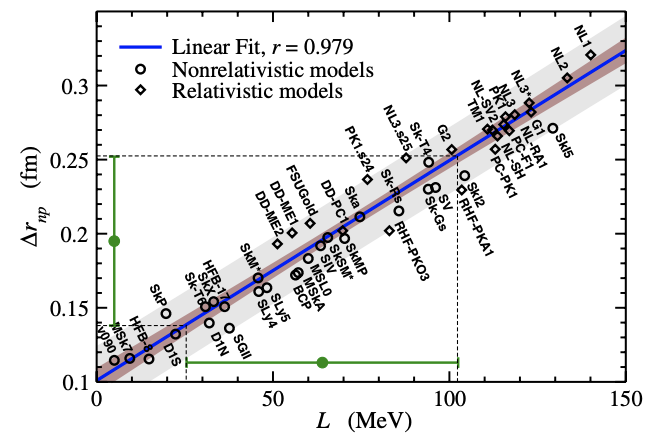 Linear Fit, r = 0.979
Nonrelativistic models
Relativistic models
NL1
NL2
0.3
NL3*
NL3
PK1
NL-SV2
TM1
G2
Sk-T4
NL3.s25
PK1.s24
G1
SkI5
NL-RA1
PC-F1
NL-SH
PC-PK1
0.25
Δr_np (fm)
SkI2
RHF-PKA1
SV
Sk-Gs
Sk-Rs
Ska
DD-PC1
FSUGold
DD-ME1
DD-ME2
RHF-PKO3
0.2
SkMP
SkSM*
SIV
MSL0
MSkA
BCP
SkM*
HFB-17
SkX
Sk-T6
SLy5
SLy4
SkP
0.15
SGII
D1N
D1S
HFB-8
MSk7
v090
0.1
0
50
100
150
L (MeV)